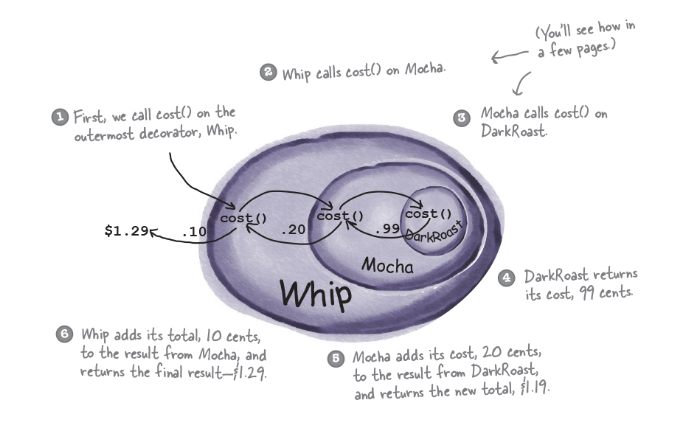 (You'll see how in
a few pages.)
2 Whip calls cost() on Mocha.
1 First, we call cost() on the
outermost decorator, Whip.
3 Mocha calls cost() on
DarkRoast.
cost()
cost()
cost()
$1.29
.10
.20
.99
DarkRoast
Mocha
Whip
4 DarkRoast returns
its cost, 99 cents.
6 Whip adds its total, 10 cents,
to the result from Mocha, and
returns the final result—$1.29.
5 Mocha adds its cost, 20 cents,
to the result from DarkRoast,
and returns the new total, $1.19.